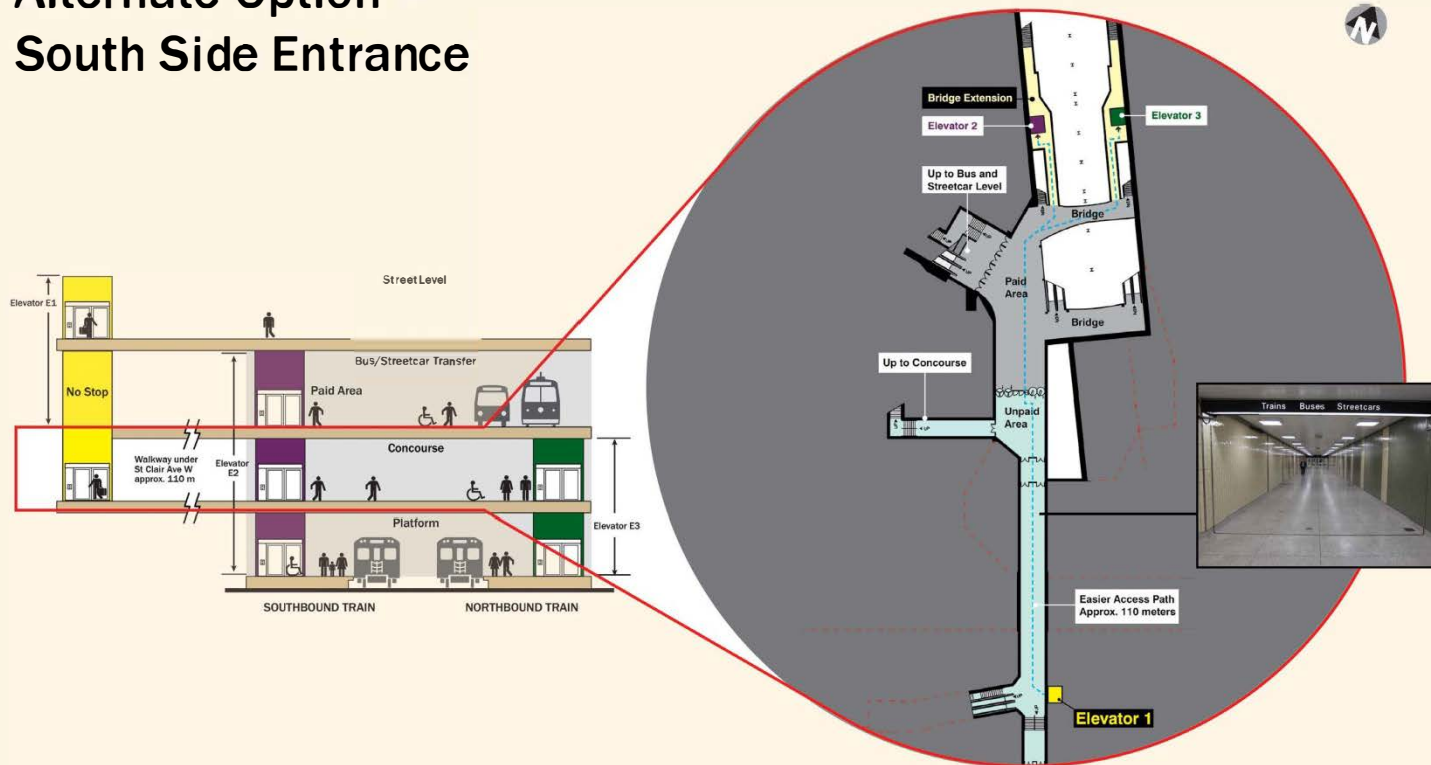 Alternate Option
South Side Entrance
N
Bridge Extension
Elevator 2
Elevator 3
Up to Bus and
Streetcar Level
Bridge
Paid
Area
Bridge
Up to Concourse
Unpaid
Area
Trains Buses Streetcars
Easier Access Path
Approx. 110 meters
Elevator 1
Street Level
Elevator E1
Bus/Streetcar Transfer
No Stop
Paid Area
Concourse
Walkway under
St Clair Ave W
approx. 110 m
Elevator
E2
Platform
Elevator E3
SOUTHBOUND TRAIN
NORTHBOUND TRAIN